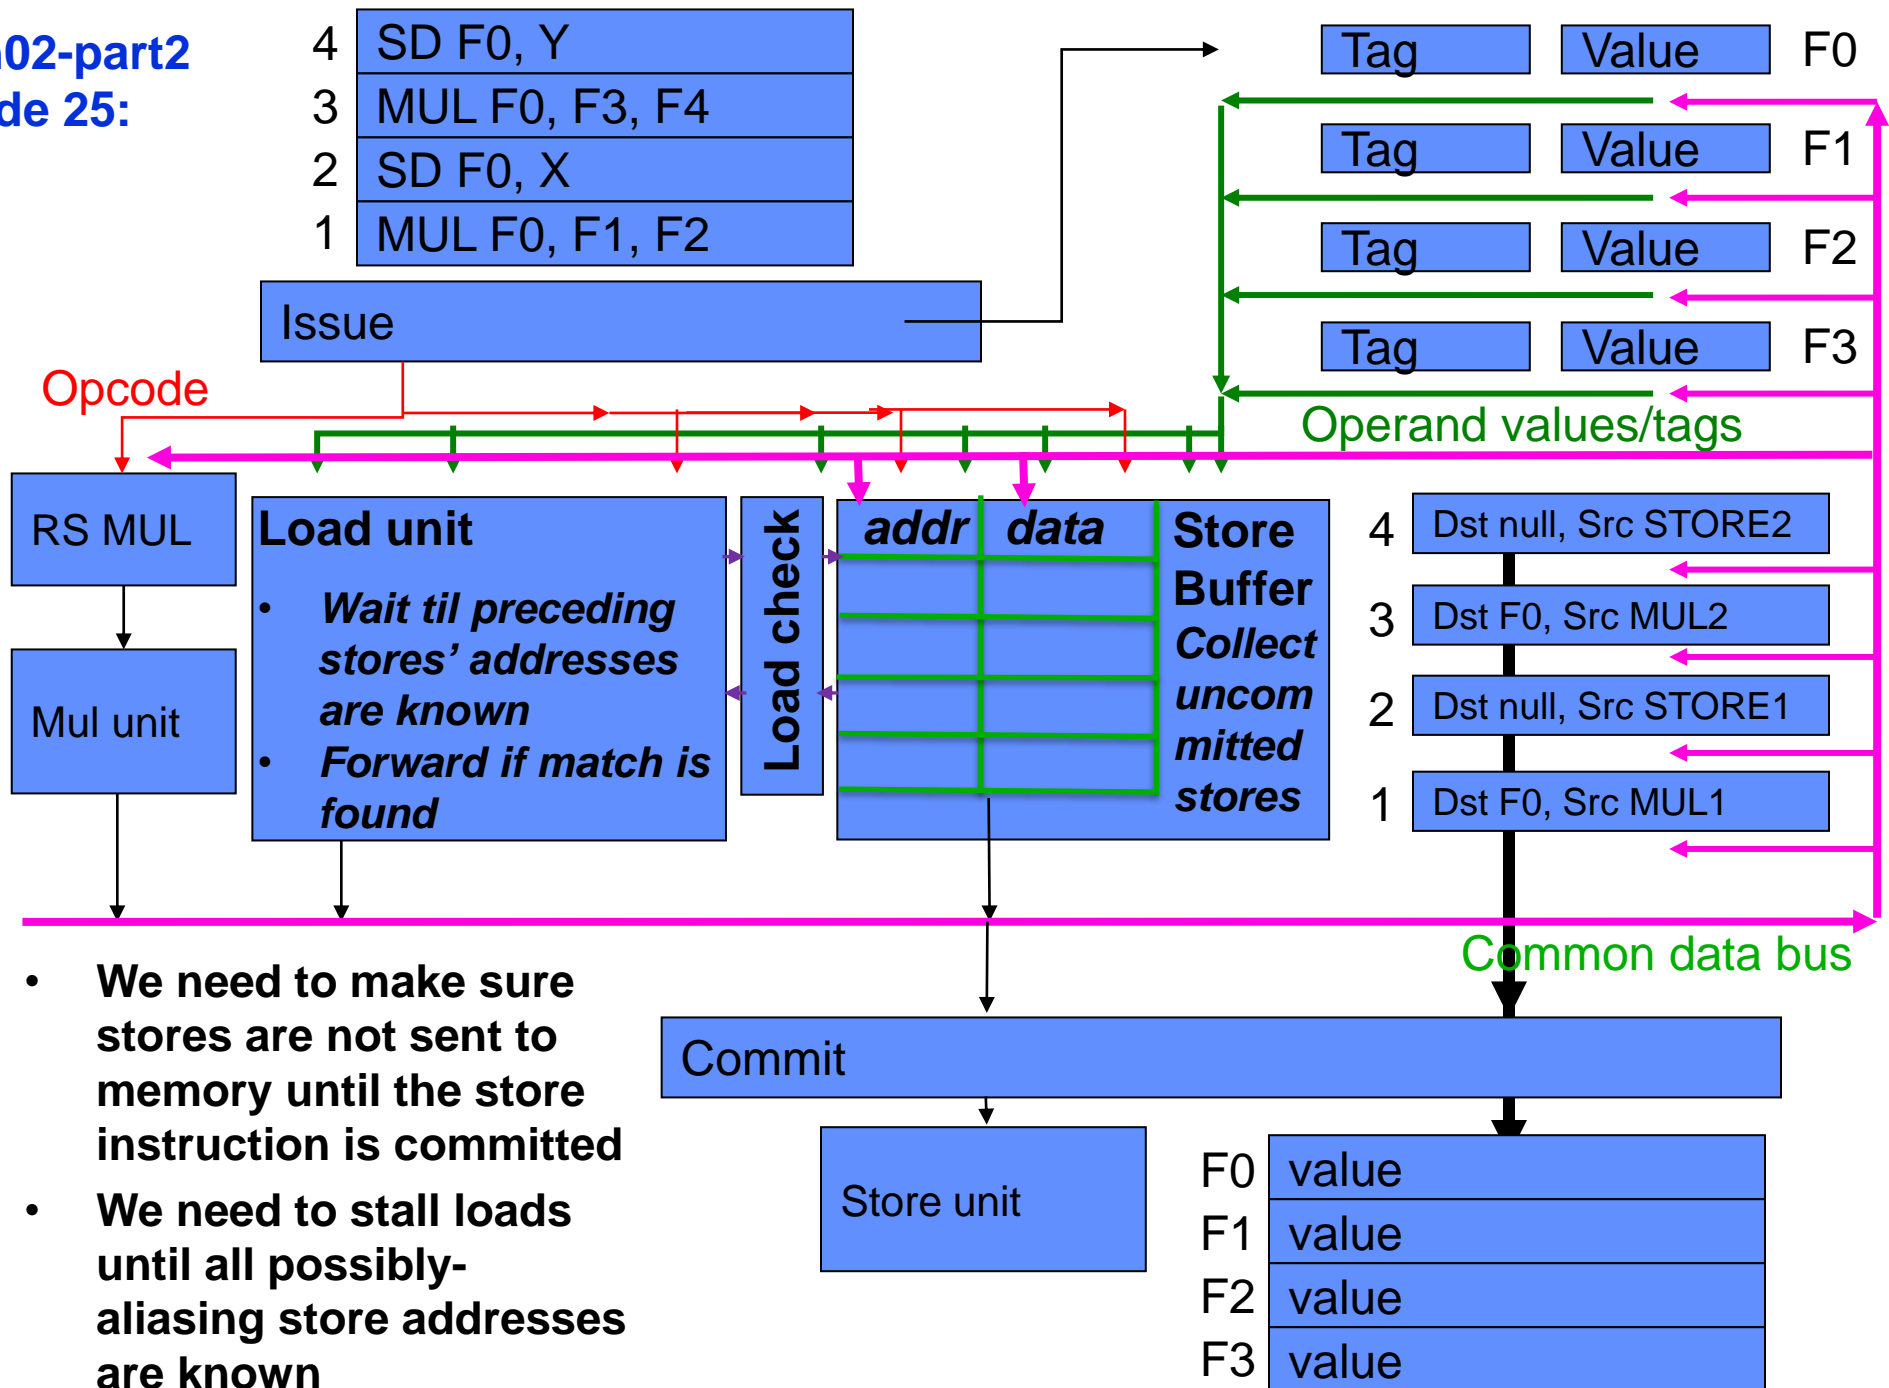 02-part2
de 25:
4 SD F0, Y
3 MUL F0, F3, F4
2 SD F0, X
1 MUL F0, F1, F2
Issue
Tag Value F0
Tag Value F1
Tag Value F2
Tag Value F3
Opcode
Operand values/tags
RS MUL
Mul unit
Load unit
• Wait til preceding
stores’ addresses
are known
• Forward if match is
found
Load check
addr data
Store
Buffer
Collect
uncom
mitted
stores
4 Dst null, Src STORE2
3 Dst F0, Src MUL2
2 Dst null, Src STORE1
1 Dst F0, Src MUL1
Common data bus
• We need to make sure
stores are not sent to
memory until the store
instruction is committed
• We need to stall loads
until all possibly-
aliasing store addresses
are known
Commit
Store unit
F0 value
F1 value
F2 value
F3 value